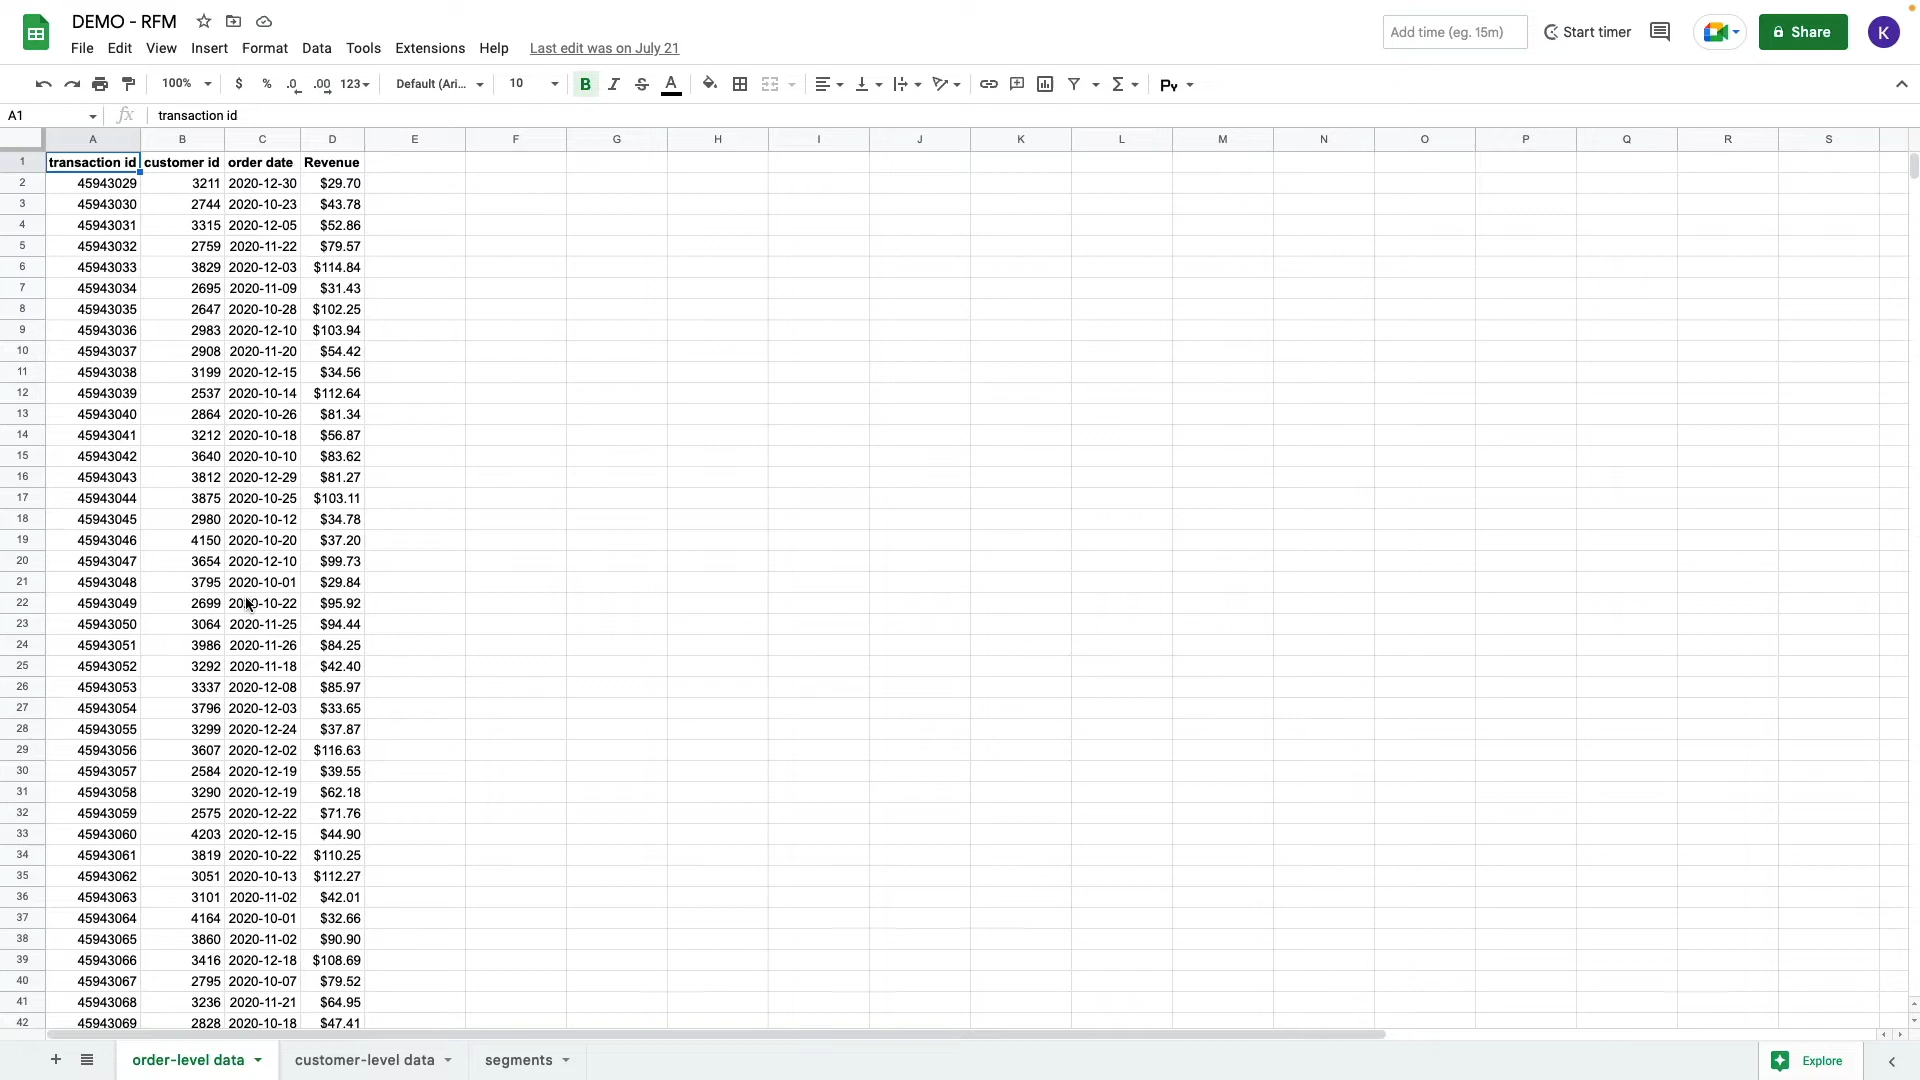 DEMO - RFM
Add time (eg. 15m) Start timer Share K
File Edit View Insert Format Data Tools Extensions Help Last edit was on July 21
100% $ % .0 .00 123 Default (Ari... 10 B I S A Σ Py
A1 fx transaction id
A B C D E F G H I J K L M N O P Q R S
1 transaction id customer id order date Revenue
2 45943029 3211 2020-12-30 $29.70
3 45943030 2744 2020-10-23 $43.78
4 45943031 3315 2020-12-05 $52.86
5 45943032 2759 2020-11-22 $79.57
6 45943033 3829 2020-12-03 $114.84
7 45943034 2695 2020-11-09 $31.43
8 45943035 2647 2020-10-28 $102.25
9 45943036 2983 2020-12-10 $103.94
10 45943037 2908 2020-11-20 $54.42
11 45943038 3199 2020-12-15 $34.56
12 45943039 2537 2020-10-14 $112.64
13 45943040 2864 2020-10-26 $81.34
14 45943041 3212 2020-10-18 $56.87
15 45943042 3640 2020-10-10 $83.62
16 45943043 3812 2020-12-29 $81.27
17 45943044 3875 2020-10-25 $103.11
18 45943045 2980 2020-10-12 $34.78
19 45943046 4150 2020-10-20 $37.20
20 45943047 3654 2020-12-10 $99.73
21 45943048 3795 2020-10-01 $29.84
22 45943049 2699 2020-10-22 $95.92
23 45943050 3064 2020-11-25 $94.44
24 45943051 3986 2020-11-26 $84.25
25 45943052 3292 2020-11-18 $42.40
26 45943053 3337 2020-12-08 $85.97
27 45943054 3796 2020-12-03 $33.65
28 45943055 3299 2020-12-24 $37.87
29 45943056 3607 2020-12-02 $116.63
30 45943057 2584 2020-12-19 $39.55
31 45943058 3290 2020-12-19 $62.18
32 45943059 2575 2020-12-22 $71.76
33 45943060 4203 2020-12-15 $44.90
34 45943061 3819 2020-10-22 $110.25
35 45943062 3051 2020-10-13 $112.27
36 45943063 3101 2020-11-02 $42.01
37 45943064 4164 2020-10-01 $32.66
38 45943065 3860 2020-11-02 $90.90
39 45943066 3416 2020-12-18 $108.69
40 45943067 2795 2020-10-07 $79.52
41 45943068 3236 2020-11-21 $64.95
42 45943069 2828 2020-10-18 $47.41
order-level data customer-level data segments Explore